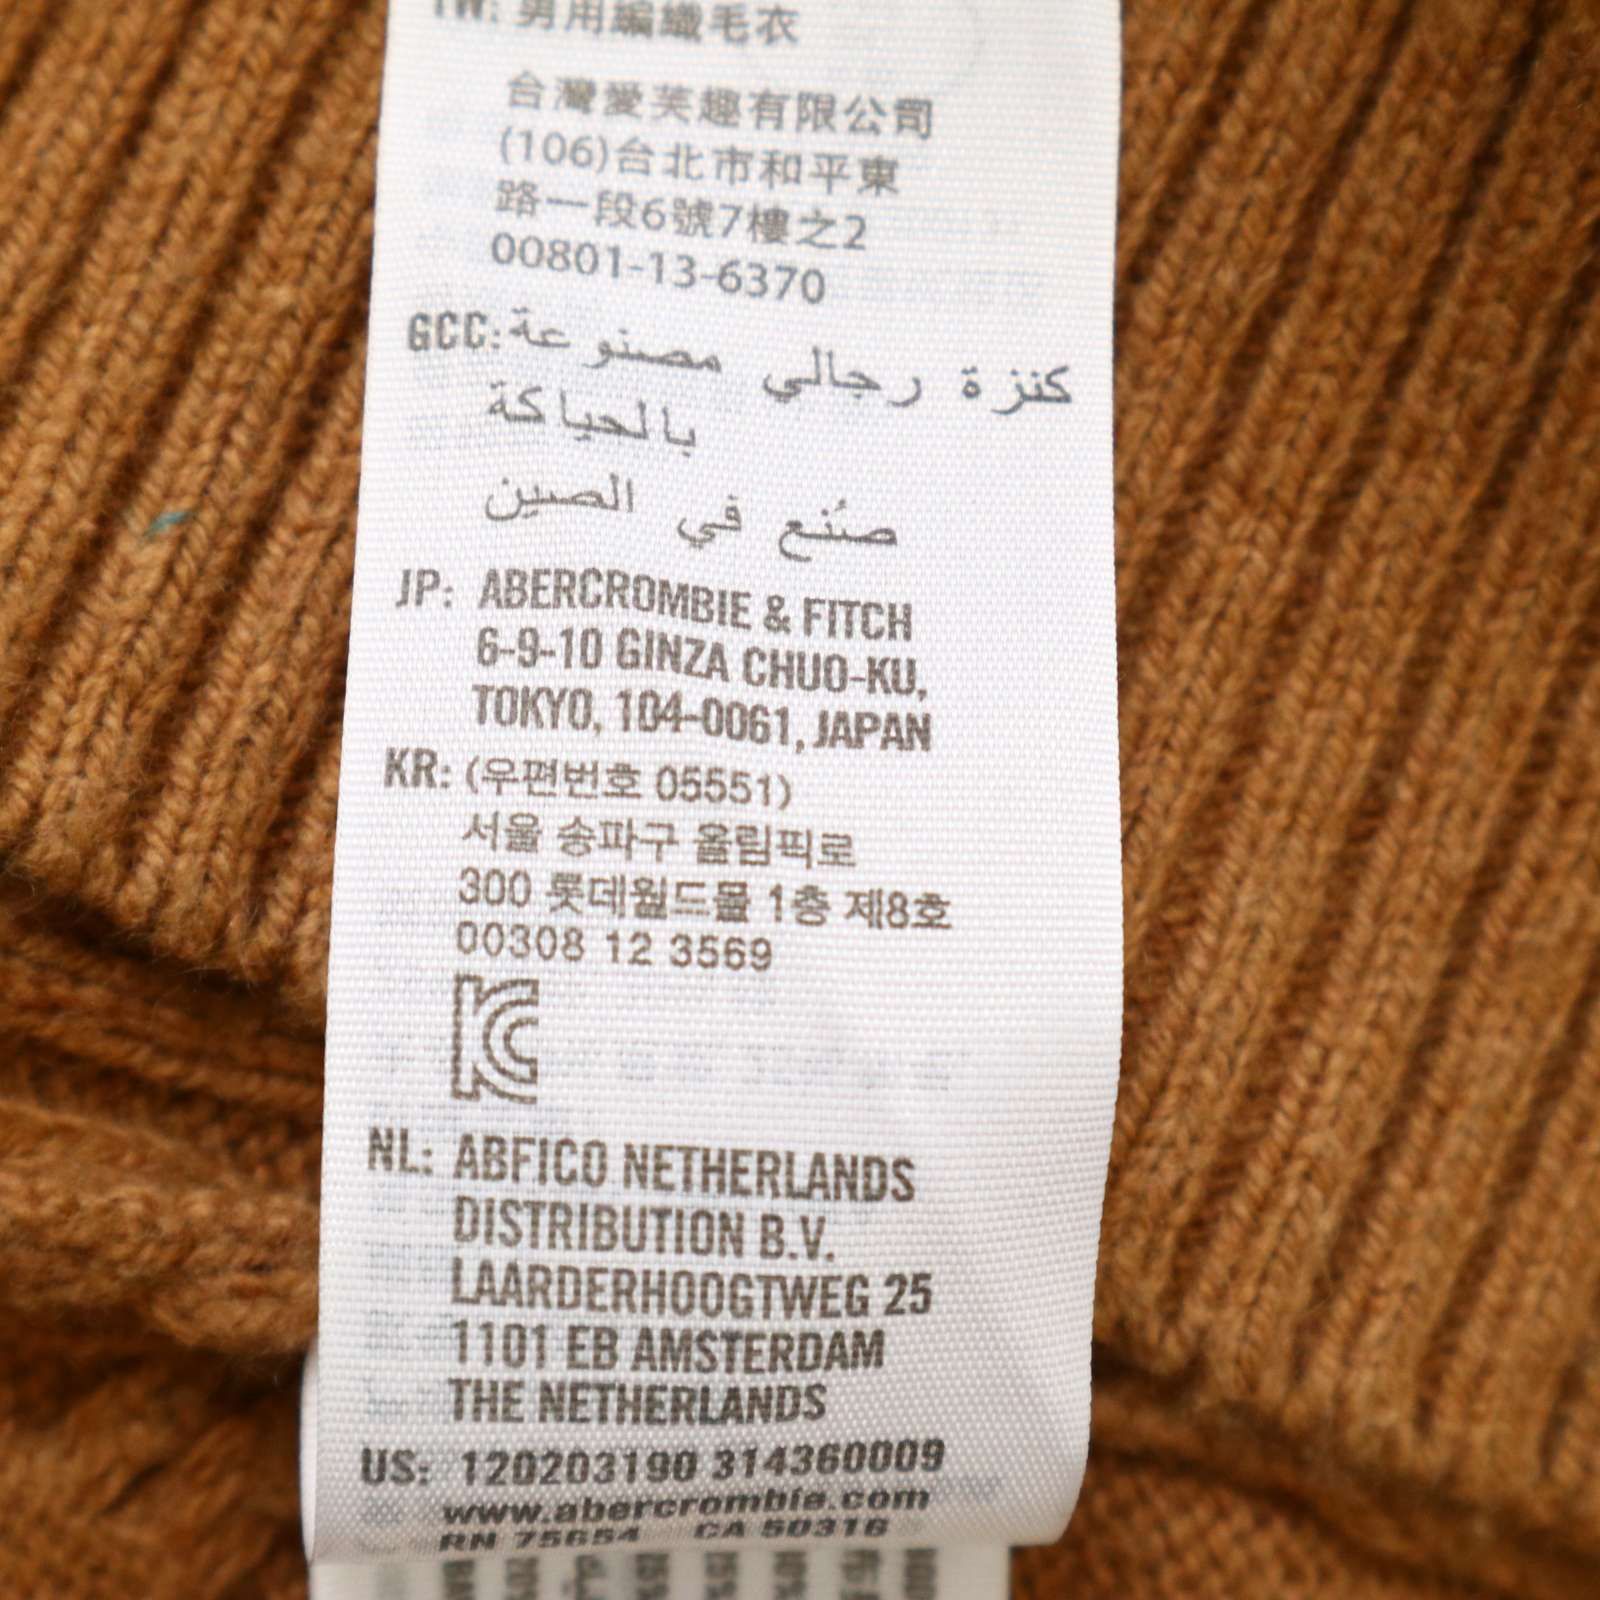 TW: 男用編織毛衣
台灣愛芙趣有限公司
(106)台北市和平東
路一段6號7樓之2
00801-13-6370
GCC: كنزة رجالي مصنوعة
بالحياكة
صُنع في الصين
JP: ABERCROMBIE & FITCH
6-9-10 GINZA CHUO-KU,
TOKYO, 104-0061, JAPAN
KR: (우편번호 05551)
서울 송파구 올림픽로
300 롯데월드몰 1층 제8호
00308 12 3569
KC
NL: ABFICO NETHERLANDS
DISTRIBUTION B.V.
LAARDERHOOGTWEG 25
1101 EB AMSTERDAM
THE NETHERLANDS
US: 120203190 314360009
www.abercrombie.com
RN 75654 CA 50316